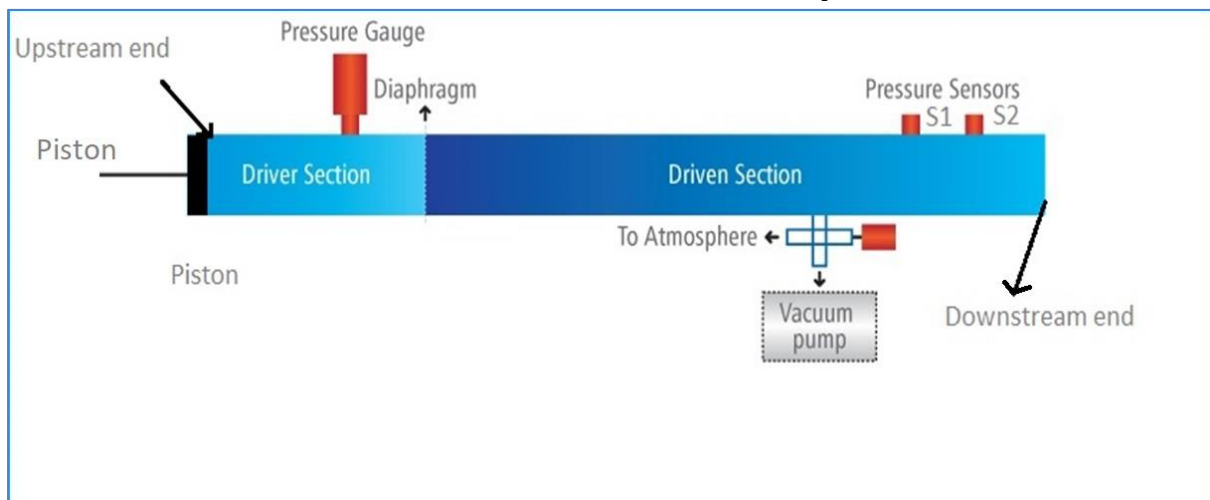 Upstream end
Pressure Gauge
Diaphragm
Pressure Sensors
S1
S2
Piston
Driver Section
Driven Section
To Atmosphere
Piston
Vacuum
pump
Downstream end